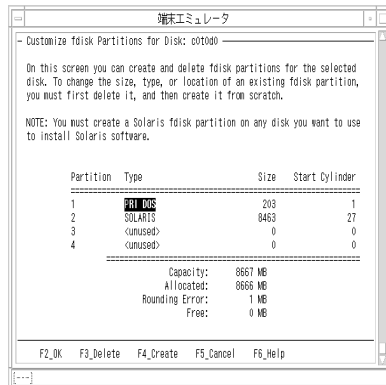 端末エミュレータ
Customize fdisk Partitions for Disk: c0t0d0
On this screen you can create and delete fdisk partitions for the selected
disk. To change the size, type, or location of an existing fdisk partition,
you must first delete it, and then create it from scratch.
NOTE: You must create a Solaris fdisk partition on any disk you want to use
to install Solaris software.
Partition Type Size Start Cylinder
1 PRI DOS 203 1
2 SOLARIS 8463 27
3 <unused> 0 0
4 <unused> 0 0
Capacity: 8667 MB
Allocated: 8666 MB
Rounding Error: 1 MB
Free: 0 MB
F2_OK F3_Delete F4_Create F5_Cancel F6_Help
[---]